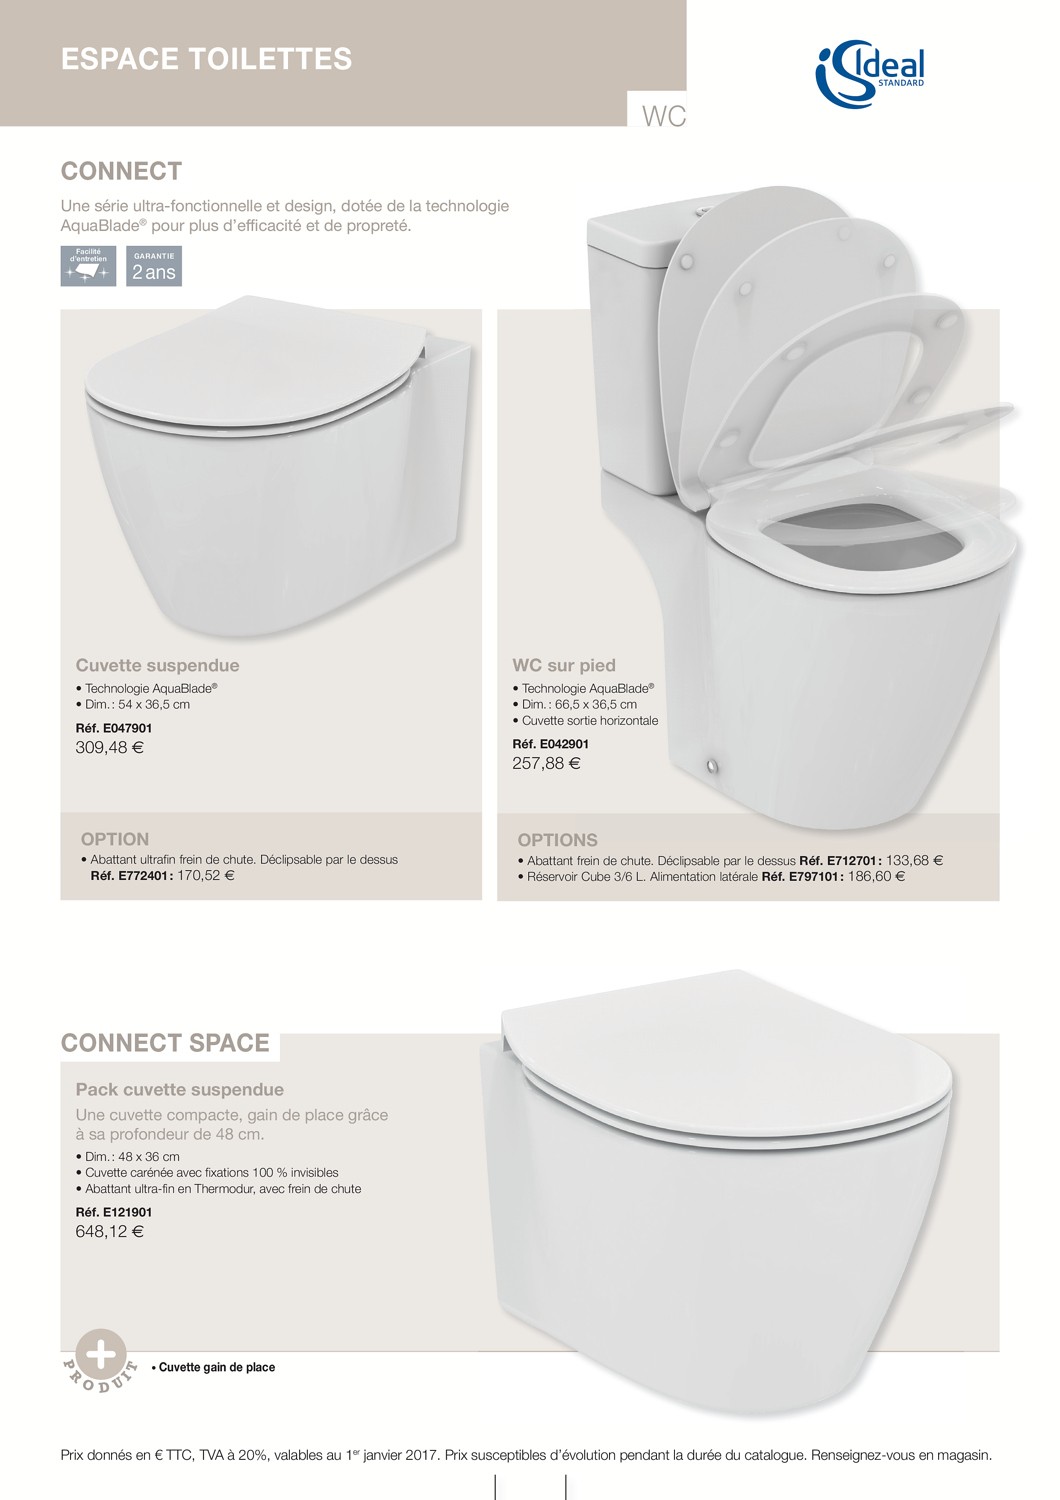 ESPACE TOILETTES
Ideal
STANDARD
WC
CONNECT
Une série ultra-fonctionnelle et design, dotée de la technologie
AquaBlade® pour plus d'efficacité et de propreté.
Facilité
d'entretien
GARANTIE
2 ans
Cuvette suspendue
• Technologie AquaBlade®
• Dim. : 54 x 36,5 cm
Réf. E047901
309,48 €
OPTION
• Abattant ultrafin frein de chute. Déclipsable par le dessus
Réf. E772401 : 170,52 €
WC sur pied
• Technologie AquaBlade®
• Dim. : 66,5 x 36,5 cm
• Cuvette sortie horizontale
Réf. E042901
257,88 €
OPTIONS
• Abattant frein de chute. Déclipsable par le dessus Réf. E712701 : 133,68 €
• Réservoir Cube 3/6 L. Alimentation latérale Réf. E797101 : 186,60 €
CONNECT SPACE
Pack cuvette suspendue
Une cuvette compacte, gain de place grâce
à sa profondeur de 48 cm.
• Dim. : 48 x 36 cm
• Cuvette carénée avec fixations 100 % invisibles
• Abattant ultra-fin en Thermodur, avec frein de chute
Réf. E121901
648,12 €
PRODUIT
• Cuvette gain de place
Prix donnés en € TTC, TVA à 20%, valables au 1er janvier 2017. Prix susceptibles d'évolution pendant la durée du catalogue. Renseignez-vous en magasin.